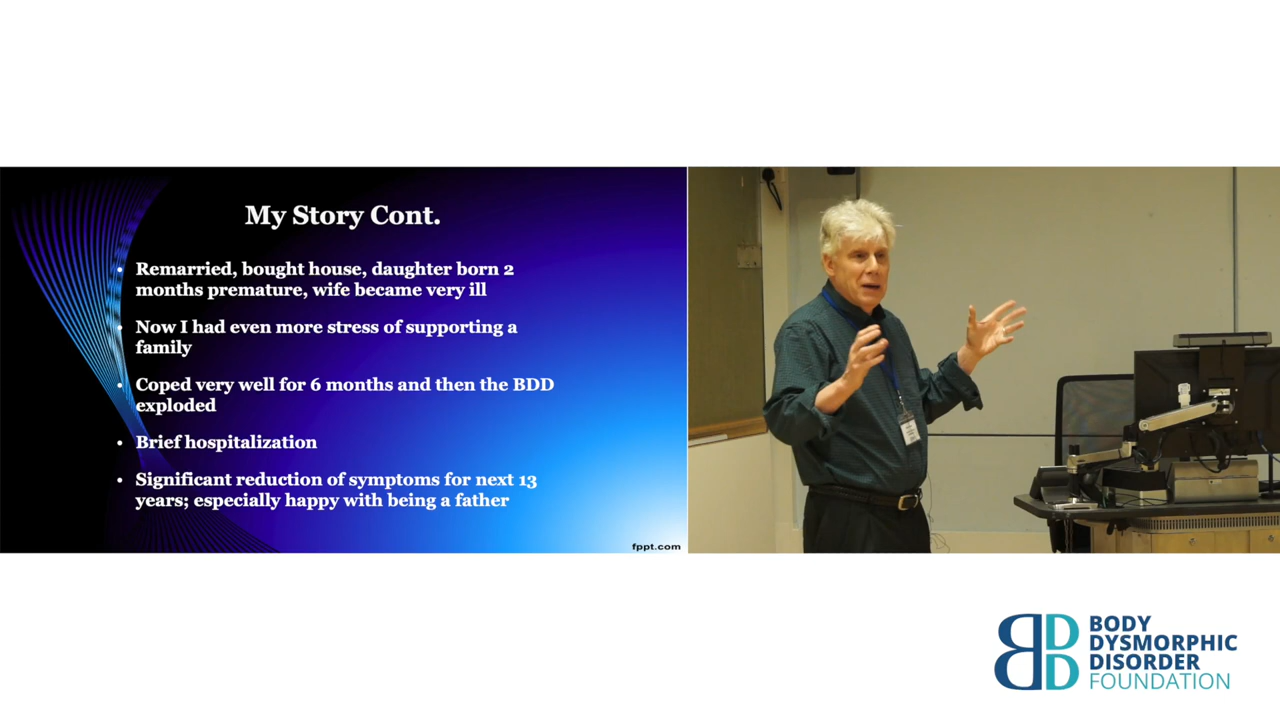 My Story Cont.
• Remarried, bought house, daughter born 2
months premature, wife became very ill
• Now I had even more stress of supporting a
family
• Coped very well for 6 months and then the BDD
exploded
• Brief hospitalization
• Significant reduction of symptoms for next 13
years; especially happy with being a father
fppt.com
BODY
DYSMORPHIC
DISORDER
FOUNDATION